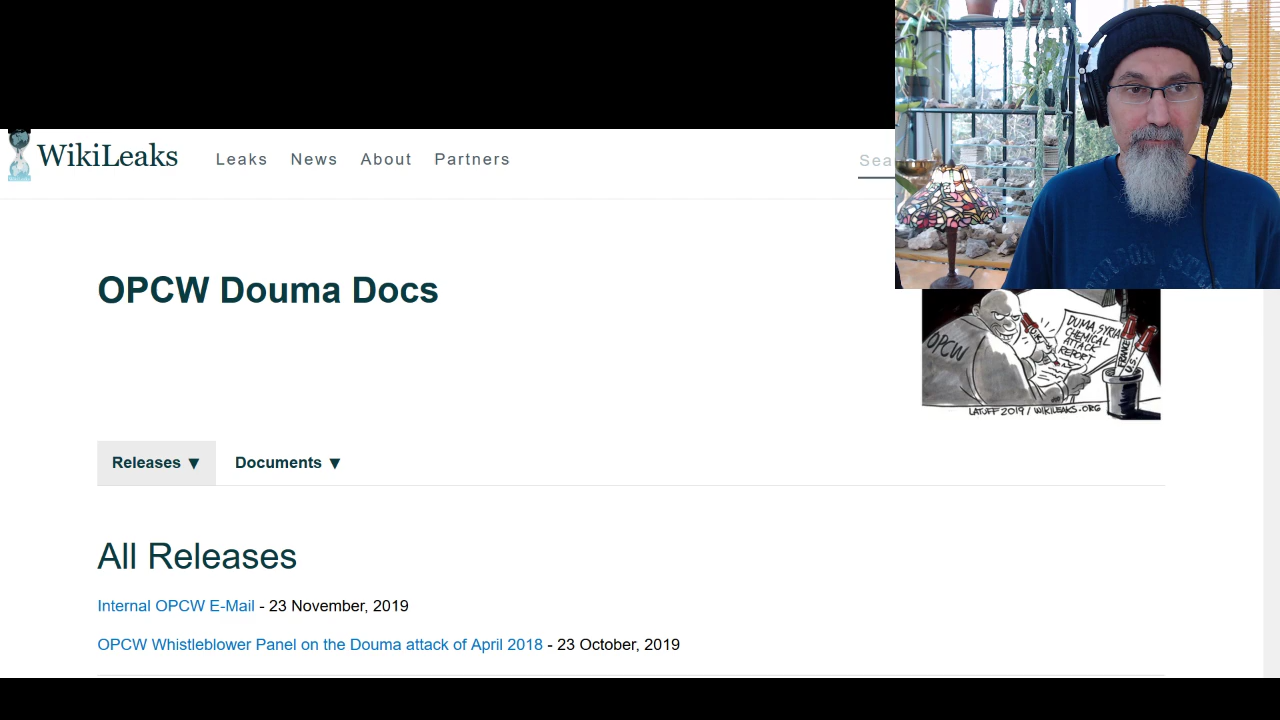 WikiLeaks
Leaks News About Partners
OPCW Douma Docs
OPCW
DUMA, SYRIA
CHEMICAL
ATTACK
REPORT
FRANCE
U.S.
LATUFF 2019 / WIKILEAKS.ORG
Releases ▼ Documents ▼
All Releases
Internal OPCW E-Mail - 23 November, 2019
OPCW Whistleblower Panel on the Douma attack of April 2018 - 23 October, 2019